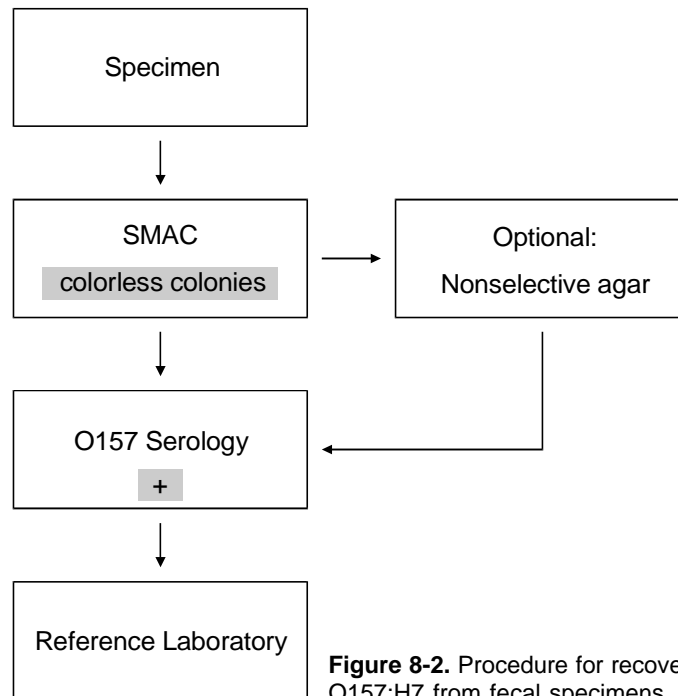 Specimen
SMAC
colorless colonies
Optional:
Nonselective agar
O157 Serology
+
Reference Laboratory
Figure 8-2. Procedure for
O157:H7 from fecal specimens